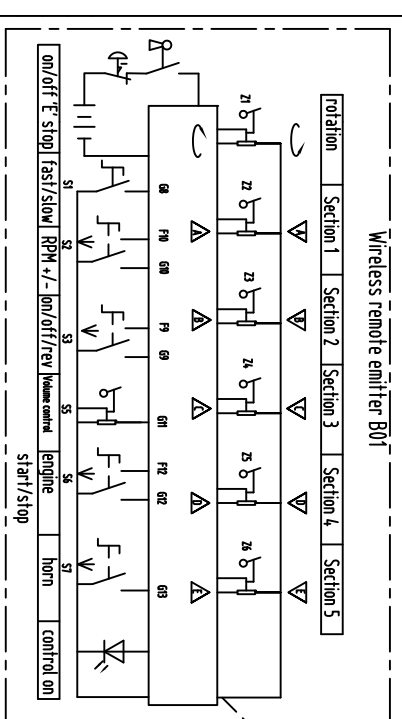 Wireless remote emitter B01
rotation Section 1 Section 2 Section 3 Section 4 Section 5
A B C D E
Z1 Z2 Z3 Z4 Z5 Z6
A B C D E
G8 F10 G10 F9 G9 G11 F12 G12 G13
S1 S2 S3 S5 S6 S7
on/off 'E' stop fast/slow RPM +/- on/off/rev Volume control engine horn control on
start/stop